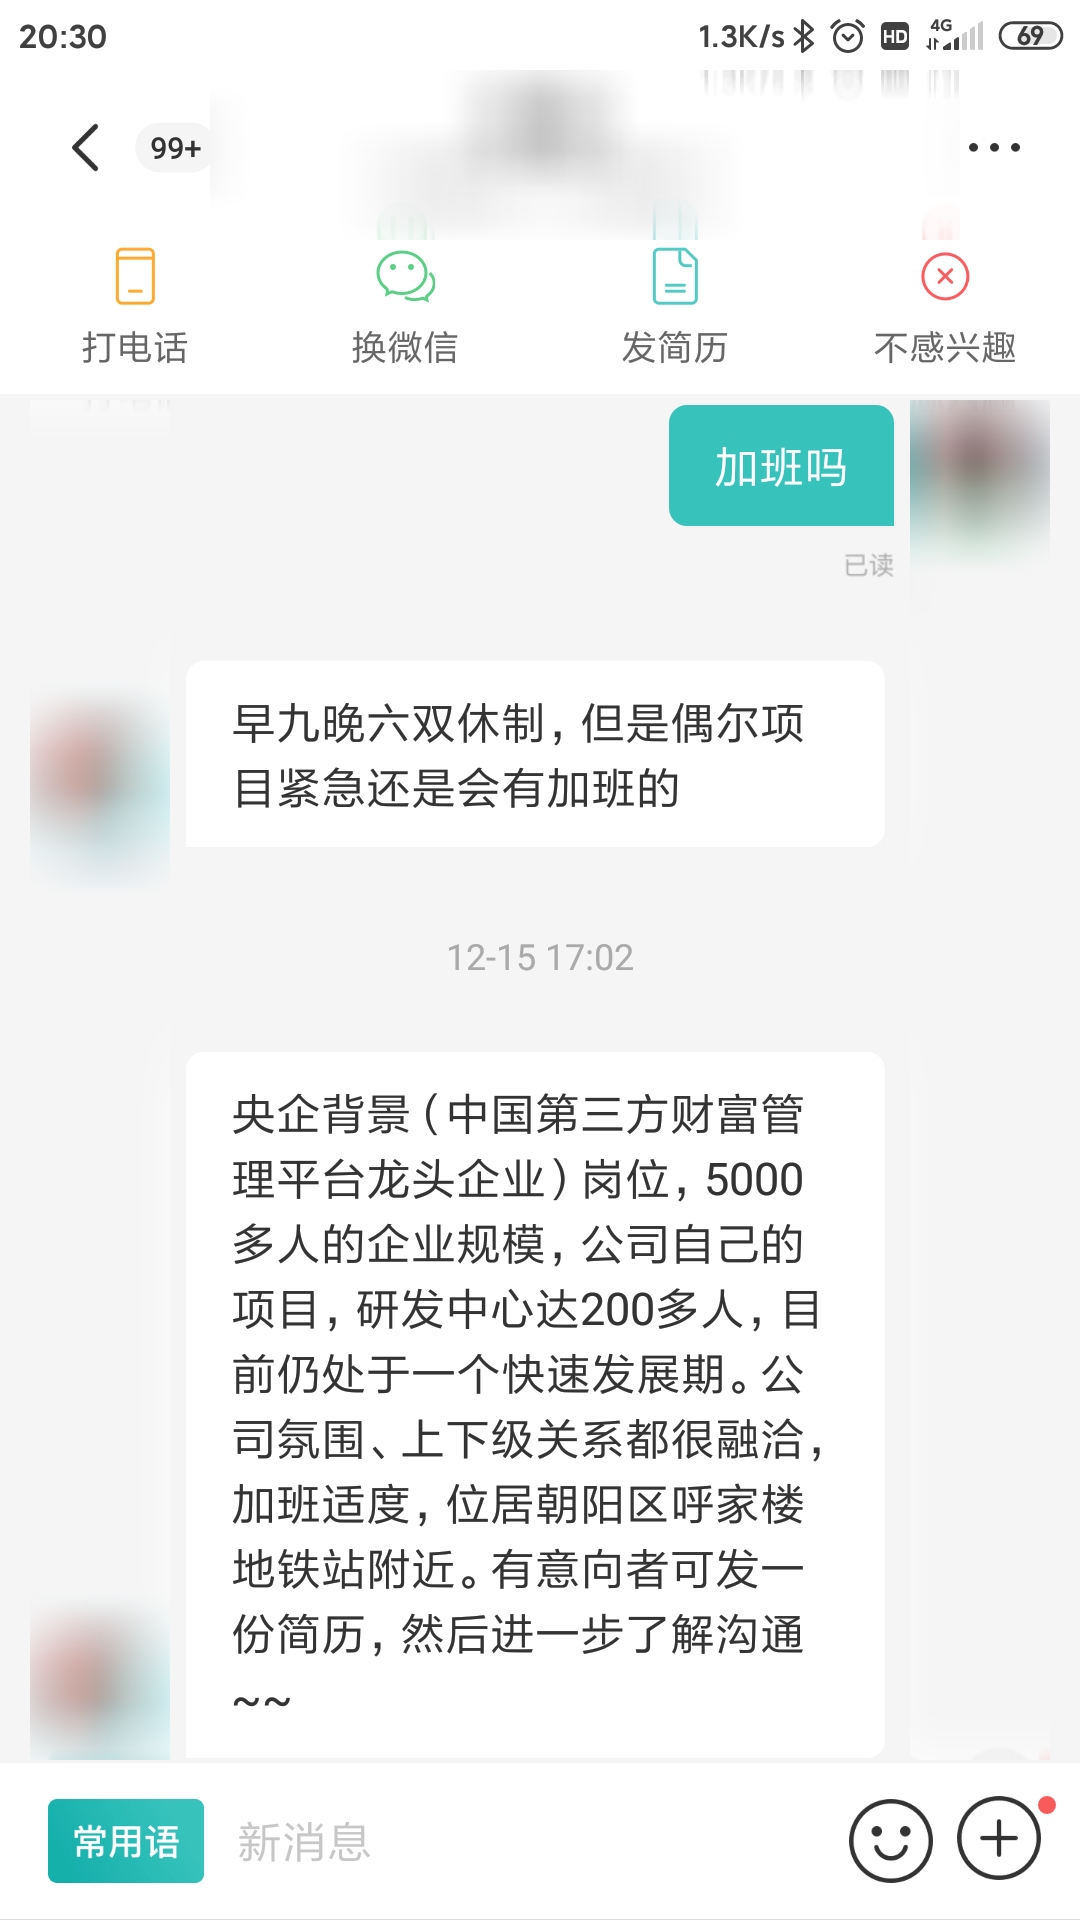 20:30
1.3K/s
HD
4G
69
99+
打电话
换微信
发简历
不感兴趣
加班吗
已读
早九晚六双休制，但是偶尔项
目紧急还是会有加班的
12-15 17:02
央企背景（中国第三方财富管
理平台龙头企业）岗位，5000
多人的企业规模，公司自己的
项目，研发中心达200多人，目
前仍处于一个快速发展期。公
司氛围、上下级关系都很融洽，
加班适度，位居朝阳区呼家楼
地铁站附近。有意向者可发一
份简历，然后进一步了解沟通
~~
常用语
新消息